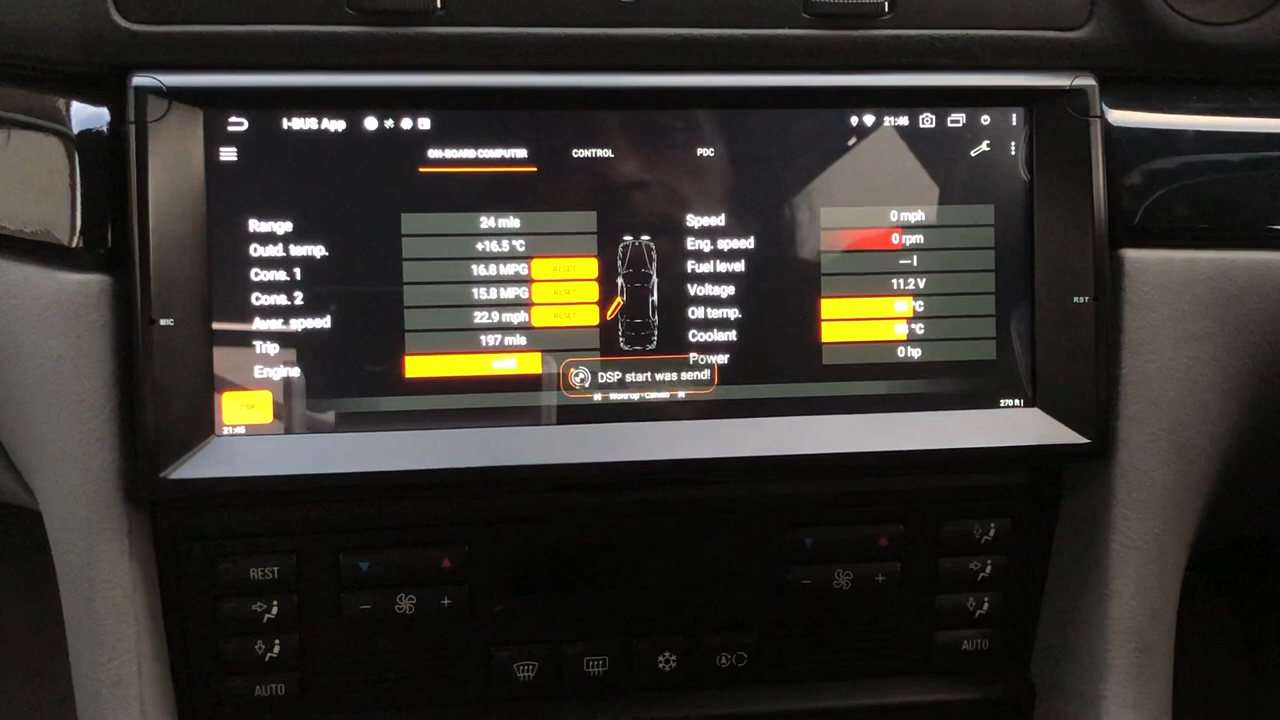 I-BUS App 21:45
ON-BOARD COMPUTER CONTROL PDC
Range 24 mls
Outd. temp. +16.5 °C
Cons. 1 16.8 MPG RESET
Cons. 2 15.8 MPG RESET
Aver. speed 22.9 mph RESET
Trip 197 mls
Engine
Speed 0 mph
Eng. speed 0 rpm
Fuel level — l
Voltage 11.2 V
Oil temp. °C
Coolant °C
Power 0 hp
DSP start was send!
DSP
21:45
270 ft |
MIC
RST
REST
AUTO
AUTO